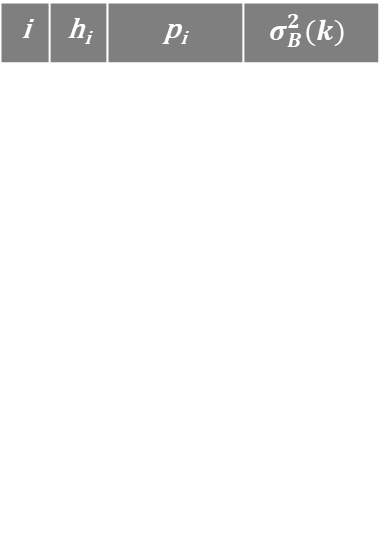 i h_i p_i σ_B^2(k)